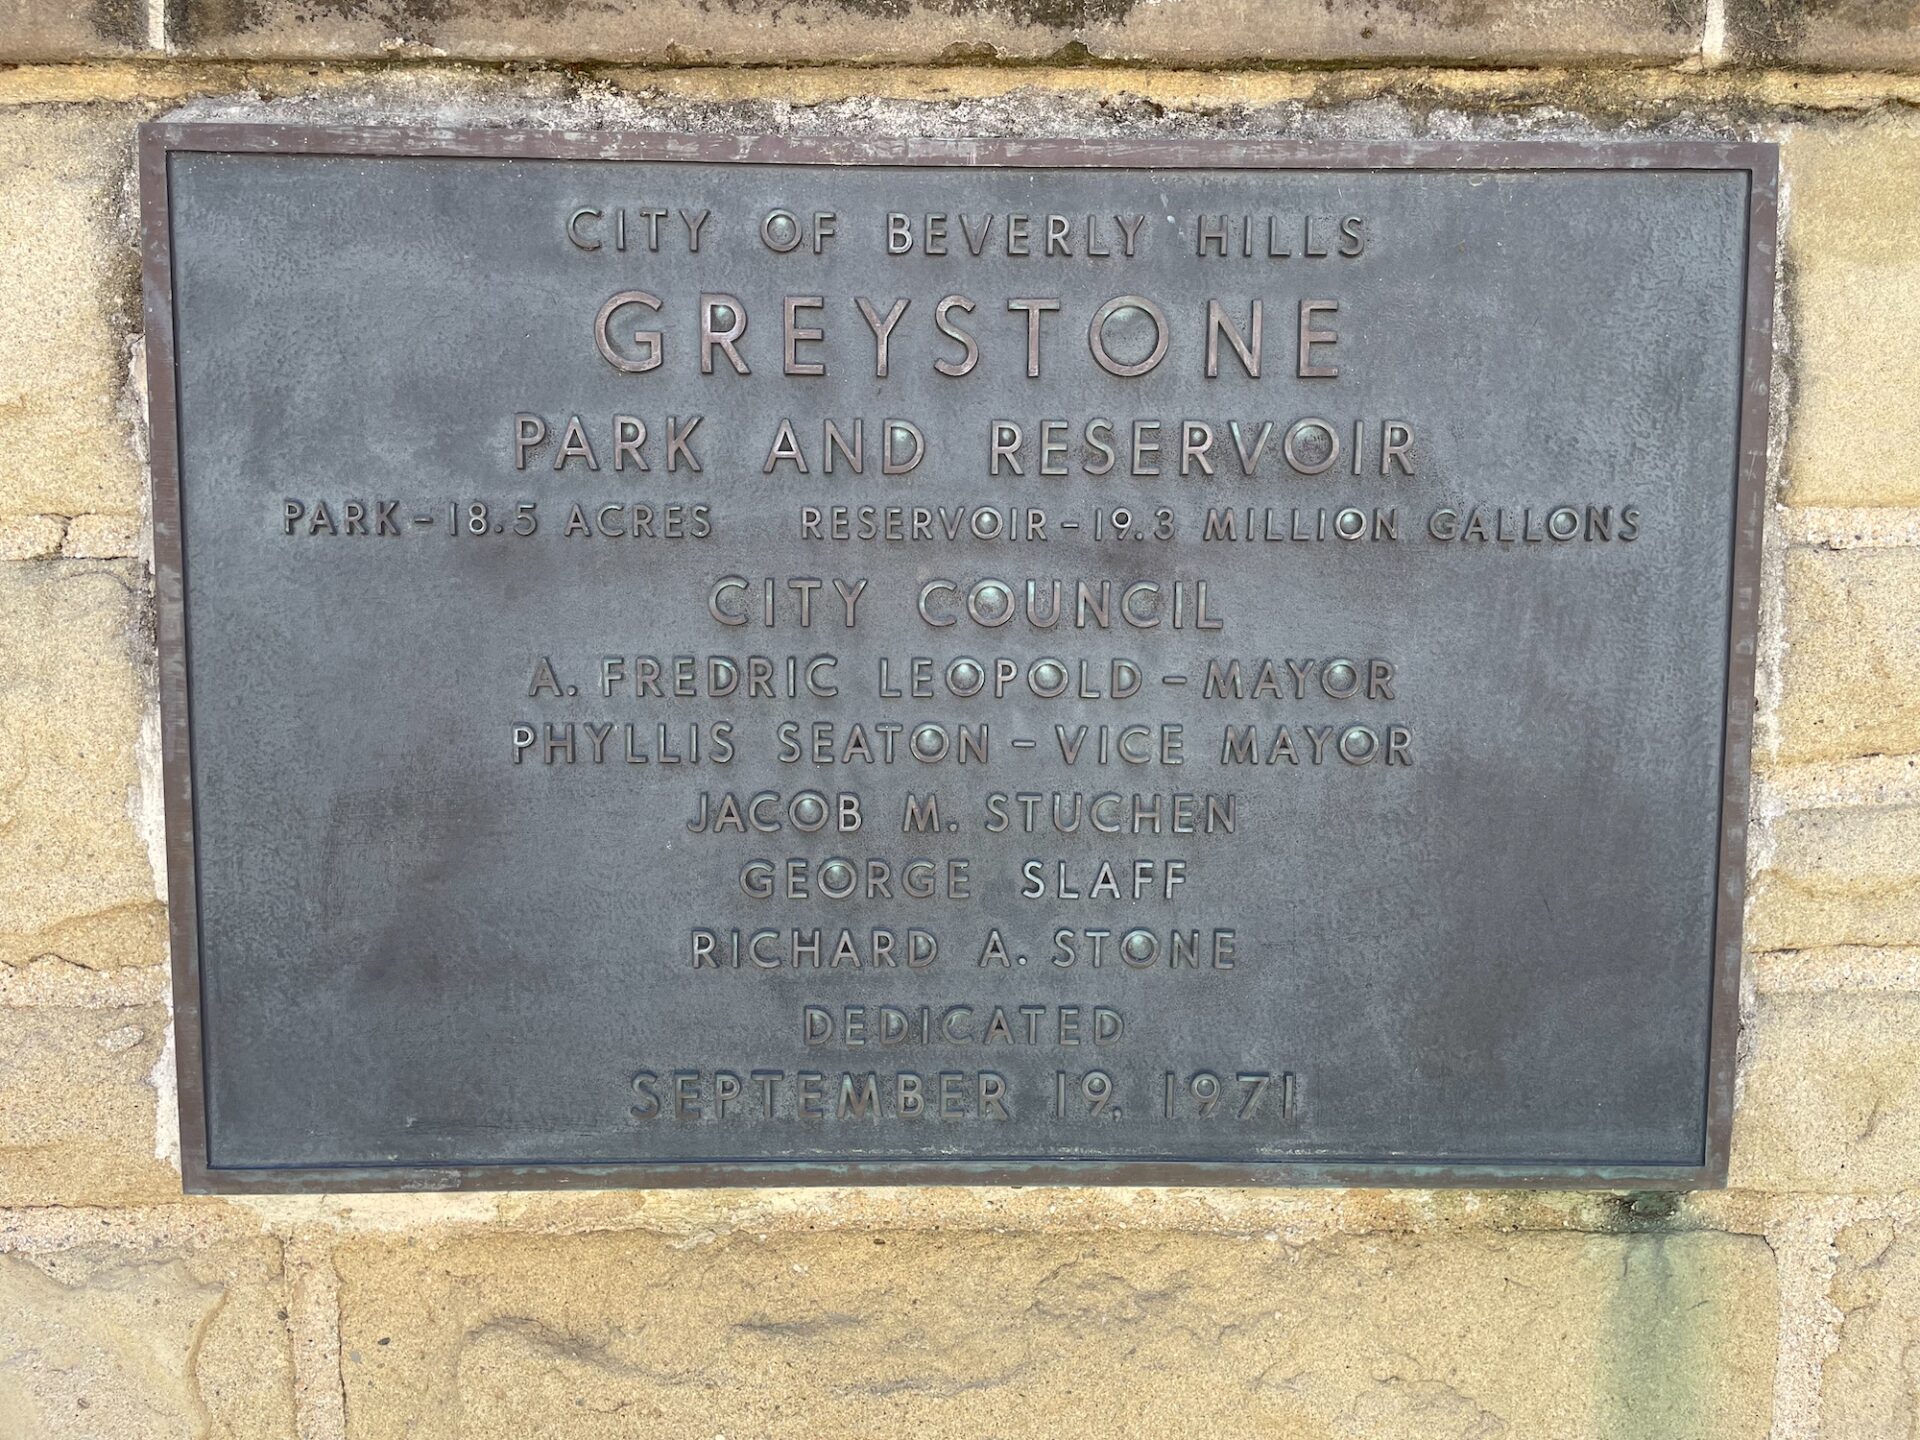 CITY OF BEVERLY HILLS
GREYSTONE
PARK AND RESERVOIR
PARK – 18.5 ACRES RESERVOIR – 19.3 MILLION GALLONS
CITY COUNCIL
A. FREDRIC LEOPOLD – MAYOR
PHYLLIS SEATON – VICE MAYOR
JACOB M. STUCHEN
GEORGE SLAFF
RICHARD A. STONE
DEDICATED
SEPTEMBER 19, 1971